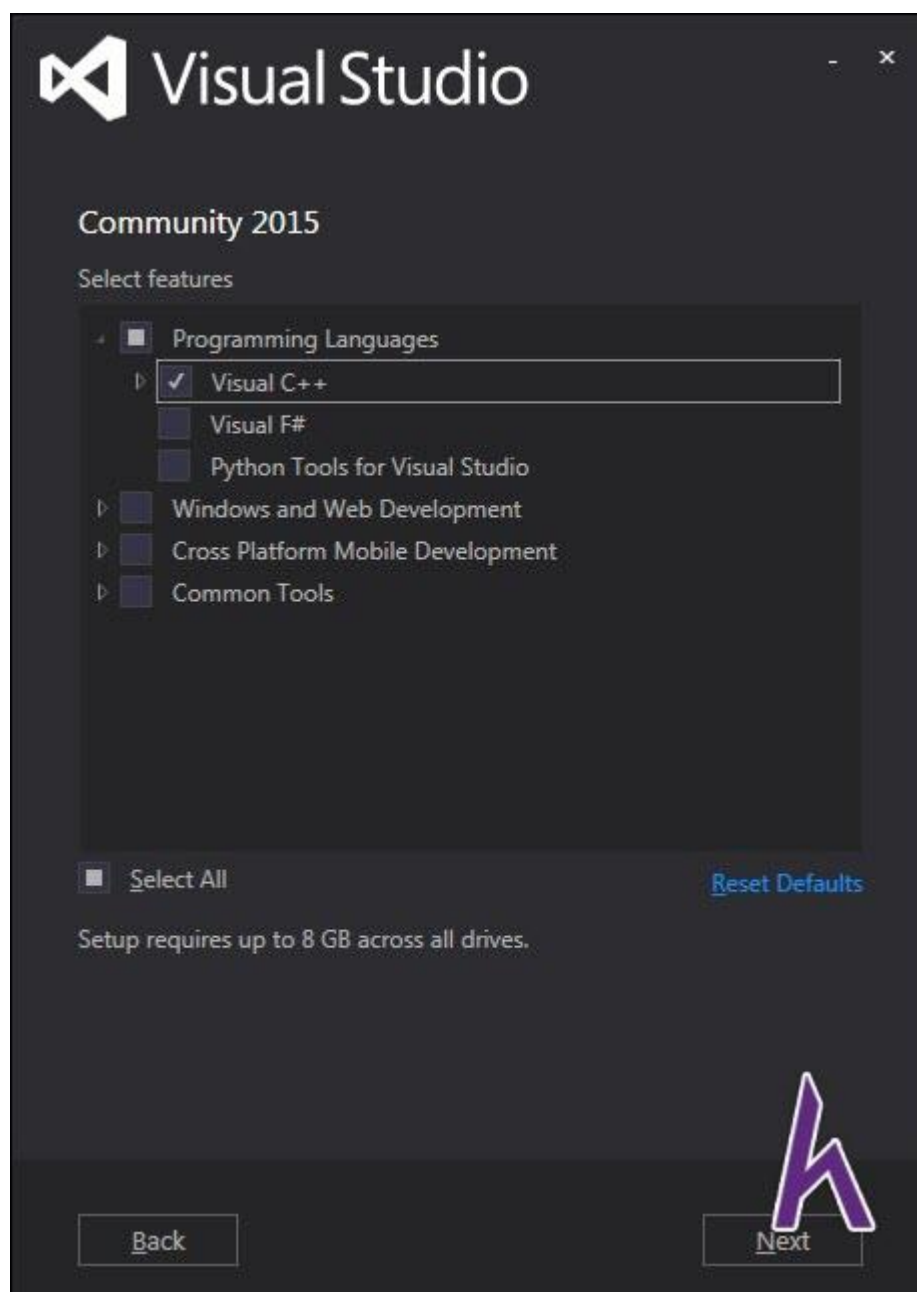 Visual Studio
Community 2015
Select features
Programming Languages
Visual C++
Visual F#
Python Tools for Visual Studio
Windows and Web Development
Cross Platform Mobile Development
Common Tools
Select All
Reset Defaults
Setup requires up to 8 GB across all drives.
h
Back
Next